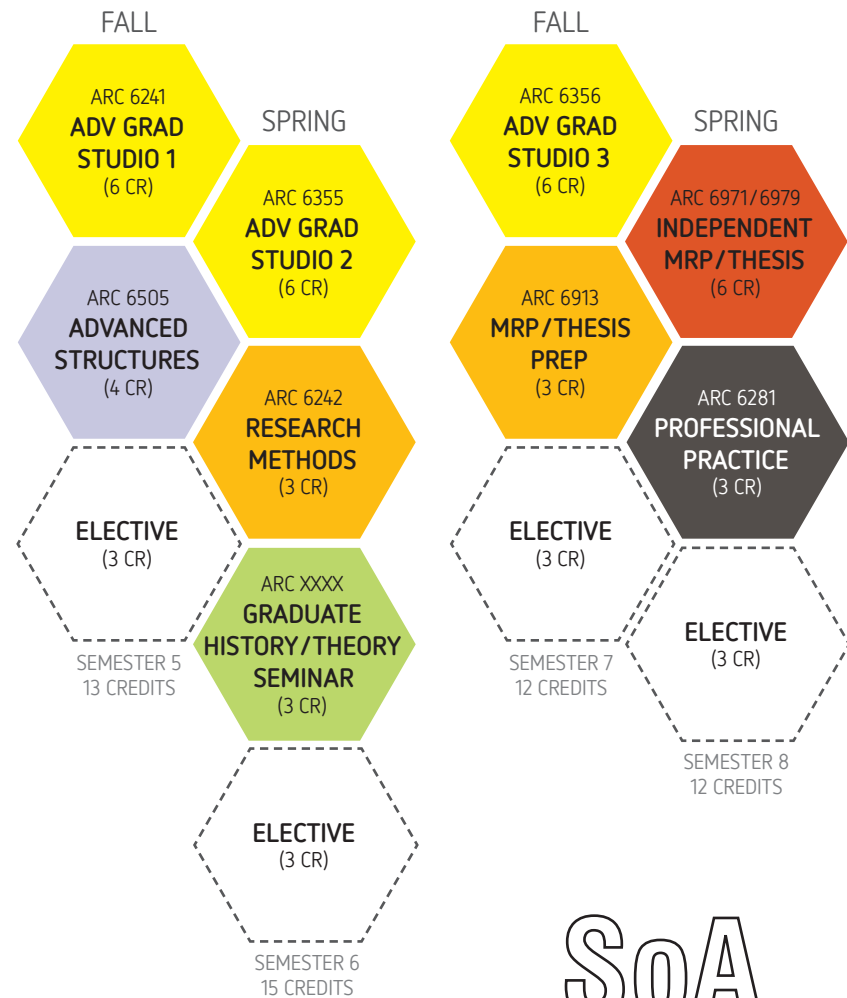 FALL
ARC 6241
ADV GRAD
STUDIO 1
(6 CR)
ARC 6505
ADVANCED
STRUCTURES
(4 CR)
ELECTIVE
(3 CR)
SEMESTER 5
13 CREDITS
SPRING
ARC 6355
ADV GRAD
STUDIO 2
(6 CR)
ARC 6242
RESEARCH
METHODS
(3 CR)
ARC XXXX
GRADUATE
HISTORY/THEORY
SEMINAR
(3 CR)
ELECTIVE
(3 CR)
SEMESTER 6
15 CREDITS
FALL
ARC 6356
ADV GRAD
STUDIO 3
(6 CR)
ARC 6913
MRP/THESIS
PREP
(3 CR)
ELECTIVE
(3 CR)
SEMESTER 7
12 CREDITS
SPRING
ARC 6971/6979
INDEPENDENT
MRP/THESIS
(6 CR)
ARC 6281
PROFESSIONAL
PRACTICE
(3 CR)
ELECTIVE
(3 CR)
SEMESTER 8
12 CREDITS
SoA